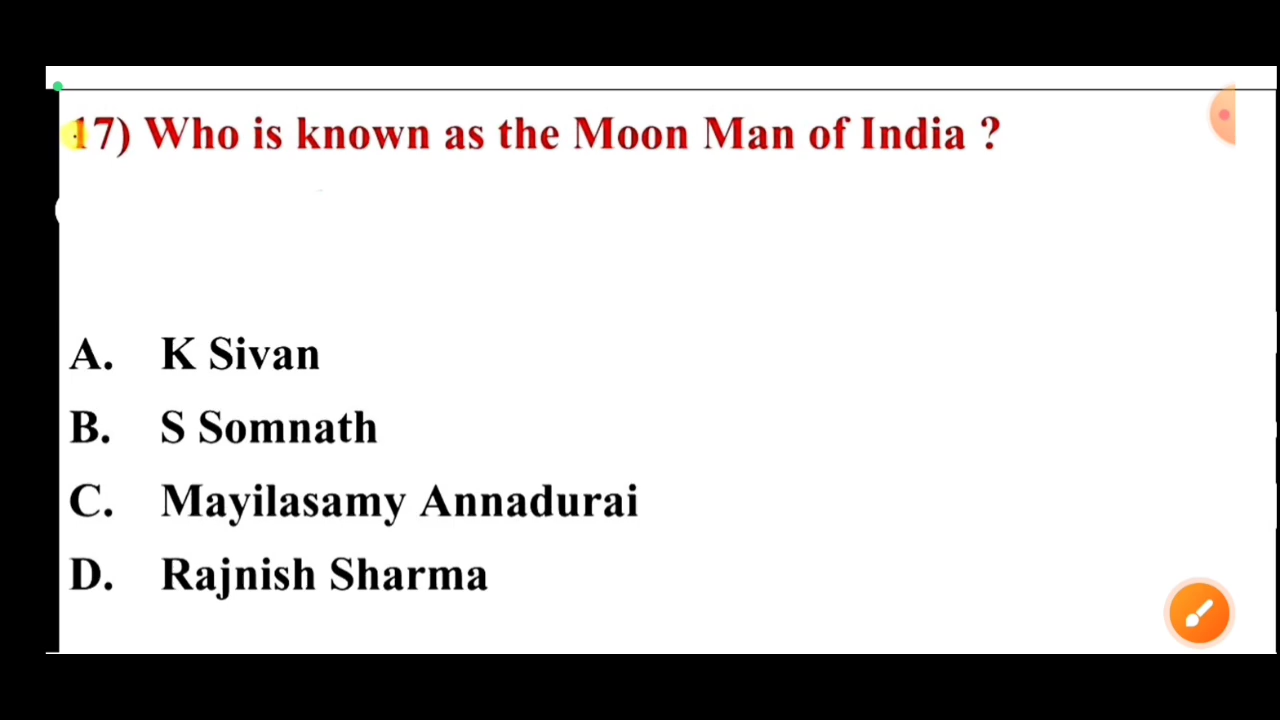 17) Who is known as the Moon Man of India ?
A. K Sivan
B. S Somnath
C. Mayilasamy Annadurai
D. Rajnish Sharma